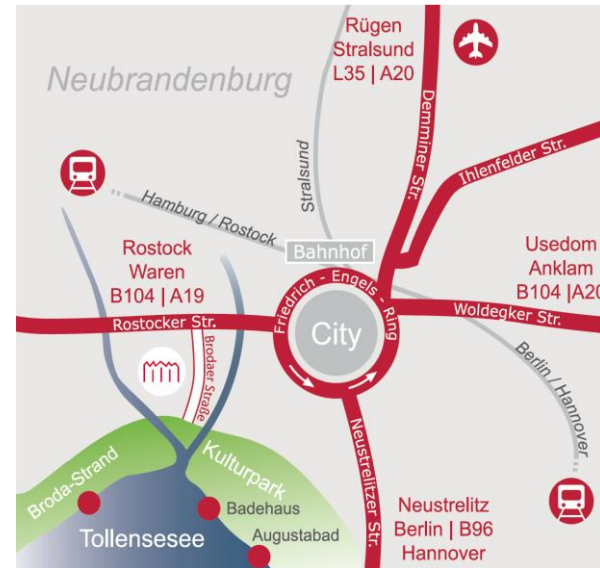 Rügen
Stralsund
L35 | A20
Neubrandenburg
Demminer Str.
Ihlenfelder Str.
Stralsund
Hamburg / Rostock
Bahnhof
Rostock
Waren
B104 | A19
Usedom
Anklam
B104 |A20
Friedrich - Engels - Ring
City
Rostocker Str.
Woldegker Str.
Brodaer Straße
Berlin / Hannover
Neustrelitzer Str.
Broda-Strand
Kulturpark
Badehaus
Tollensesee
Augustabad
Neustrelitz
Berlin | B96
Hannover